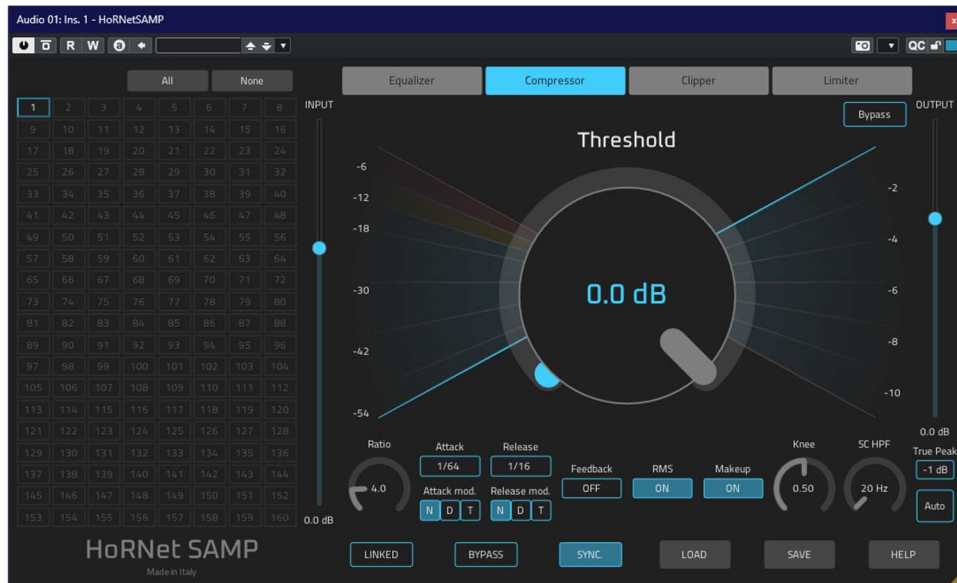 Audio 01: Ins. 1 - HoRNetSAMP
x
R W a QC
All None
Equalizer Compressor Clipper Limiter
1 2 3 4 5 6 7 8
9 10 11 12 13 14 15 16
17 18 19 20 21 22 23 24
25 26 27 28 29 30 31 32
33 34 35 36 37 38 39 40
41 42 43 44 45 46 47 48
49 50 51 52 53 54 55 56
57 58 59 60 61 62 63 64
65 66 67 68 69 70 71 72
73 74 75 76 77 78 79 80
81 82 83 84 85 86 87 88
89 90 91 92 93 94 95 96
97 98 99 100 101 102 103 104
105 106 107 108 109 110 111 112
113 114 115 116 117 118 119 120
121 122 123 124 125 126 127 128
129 130 131 132 133 134 135 136
137 138 139 140 141 142 143 144
145 146 147 148 149 150 151 152
153 154 155 156 157 158 159 160
INPUT
0.0 dB
Bypass
OUTPUT
Threshold
-6
-12
-18
-30
-42
-54
0.0 dB
-2
-4
-6
-8
-10
0.0 dB
True Peak
-1 dB
Auto
Ratio
4.0
Attack Release
1/64 1/16
Attack mod. Release mod.
N D T N D T
Feedback RMS Makeup
OFF ON ON
Knee SC HPF
0.50 20 Hz
HoRNet SAMP
Made in Italy
LINKED BYPASS SYNC. LOAD SAVE HELP